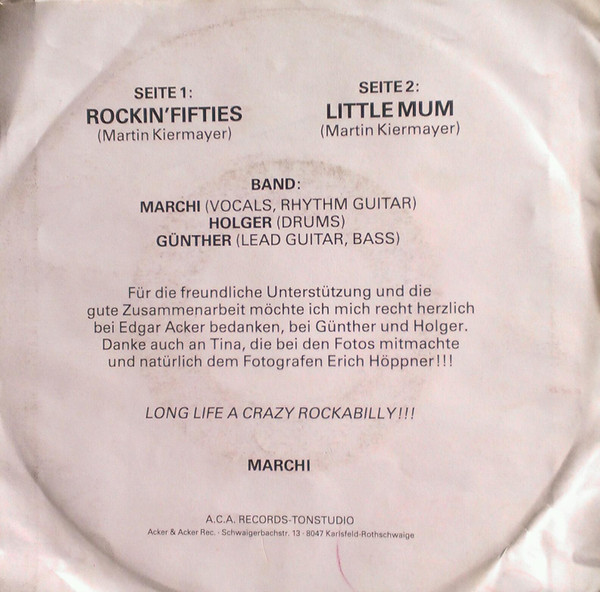 SEITE 1:
ROCKIN'FIFTIES
(Martin Kiermayer)
SEITE 2:
LITTLE MUM
(Martin Kiermayer)
BAND:
MARCHI (VOCALS, RHYTHM GUITAR)
HOLGER (DRUMS)
GÜNTHER (LEAD GUITAR, BASS)
Für die freundliche Unterstützung und die
gute Zusammenarbeit möchte ich mich recht herzlich
bei Edgar Acker bedanken, bei Günther und Holger.
Danke auch an Tina, die bei den Fotos mitmachte
und natürlich dem Fotografen Erich Höppner!!!
LONG LIFE A CRAZY ROCKABILLY!!!
MARCHI
A.C.A. RECORDS-TONSTUDIO
Acker & Acker Rec. · Schwaigerbachstr. 13 · 8047 Karlsfeld-Rothschwaige